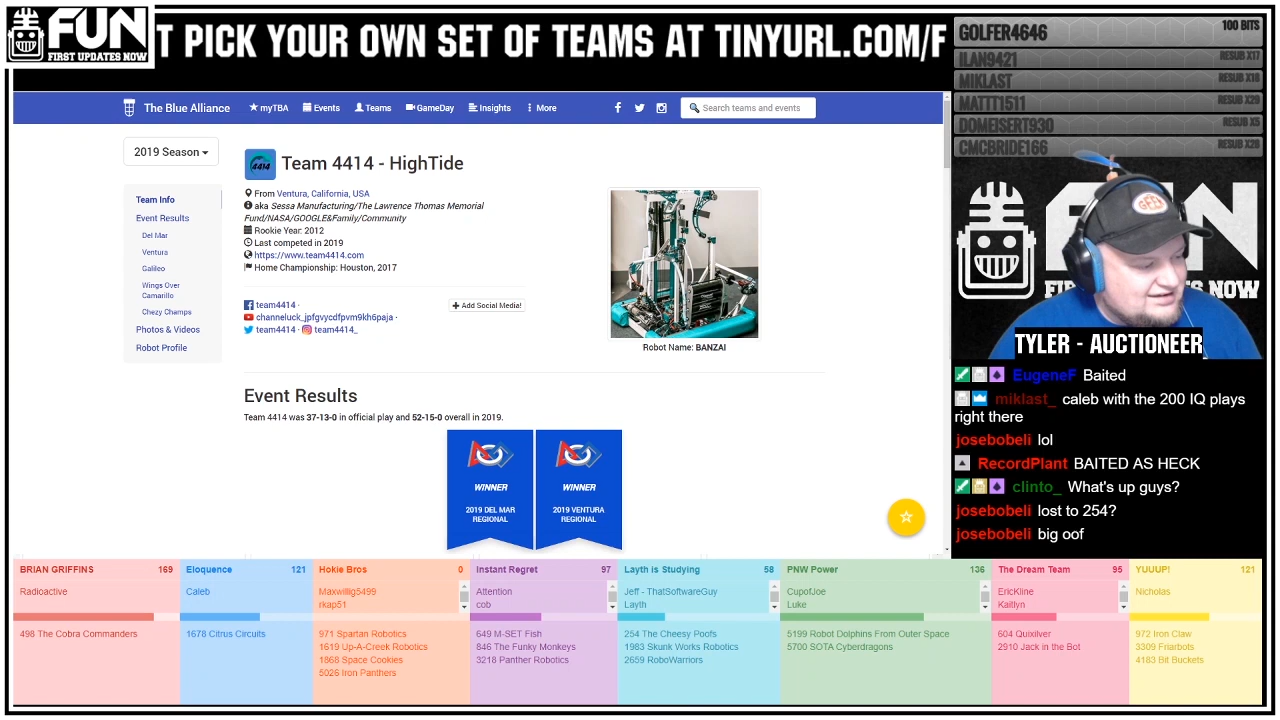 FUN
FIRST UPDATES NOW
T PICK YOUR OWN SET OF TEAMS AT TINYURL.COM/F
GOLFER4646 100 BITS
ILAN9421 RESUB X17
MIKLAST RESUB X18
MATTT1511 RESUB X29
DOMEISERT930 RESUB X5
CMCBRIDE166 RESUB X28
The Blue Alliance
myTBA Events Teams GameDay Insights More
Search teams and events
2019 Season
Team Info
Event Results
Del Mar
Ventura
Galileo
Wings Over
Camarillo
Chezy Champs
Photos & Videos
Robot Profile
4414
Team 4414 - HighTide
From Ventura, California, USA
aka Sessa Manufacturing/The Lawrence Thomas Memorial
Fund/NASA/GOOGLE&Family/Community
Rookie Year: 2012
Last competed in 2019
https://www.team4414.com
Home Championship: Houston, 2017
team4414 ·
channeluck_jpfgvycdfpvm9kh6paja ·
team4414 · team4414_
Add Social Media!
Robot Name: BANZAI
Event Results
Team 4414 was 37-13-0 in official play and 52-15-0 overall in 2019.
WINNER
2019 DEL MAR
REGIONAL
WINNER
2019 VENTURA
REGIONAL
TYLER - AUCTIONEER
EugeneF Baited
miklast_ caleb with the 200 IQ plays
right there
josebobeli lol
RecordPlant BAITED AS HECK
clinto_ What's up guys?
josebobeli lost to 254?
josebobeli big oof
BRIAN GRIFFINS 169
Radioactive
498 The Cobra Commanders
Eloquence 121
Caleb
1678 Citrus Circuits
Hokie Bros 0
Maxwillig5499
rkap51
971 Spartan Robotics
1619 Up-A-Creek Robotics
1868 Space Cookies
5026 Iron Panthers
Instant Regret 97
Attention
cob
649 M-SET Fish
846 The Funky Monkeys
3218 Panther Robotics
Layth is Studying 58
Jeff - ThatSoftwareGuy
Layth
254 The Cheesy Poofs
1983 Skunk Works Robotics
2659 RoboWarriors
PNW Power 136
CupofJoe
Luke
5199 Robot Dolphins From Outer Space
5700 SOTA Cyberdragons
The Dream Team 95
EricKline
Kaitlyn
604 Quixilver
2910 Jack in the Bot
YUUUP! 121
Nicholas
972 Iron Claw
3309 Friarbots
4183 Bit Buckets